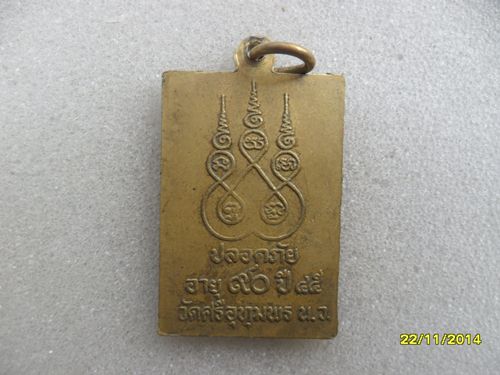 ปลอดภัย
อายุ ๙๐ ปี ๔๕
วัดศรีอุทุมพร น.ว.
22/11/2014